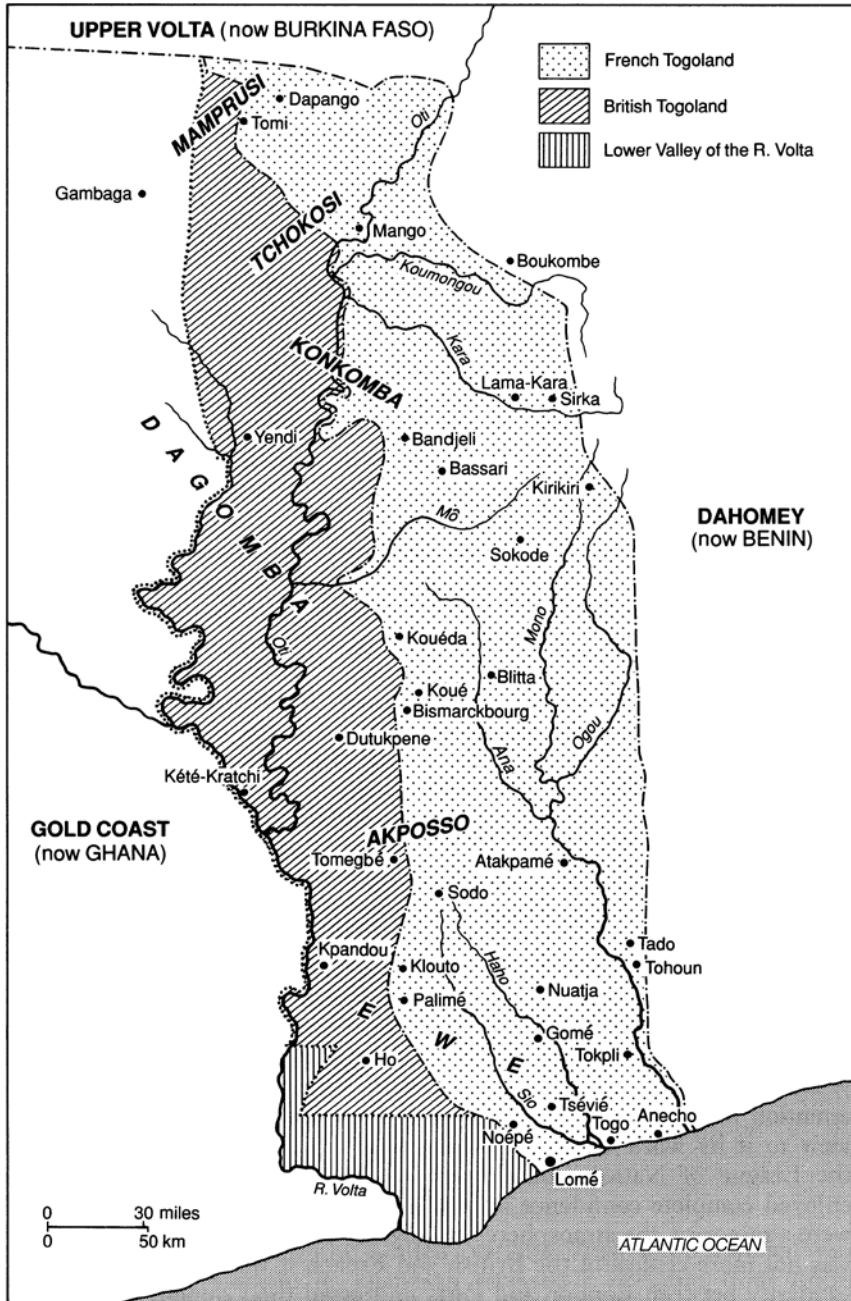 UPPER VOLTA (now BURKINA FASO)
French Togoland
British Togoland
Lower Valley of the R. Volta
MAMPRUSI
Dapango
Tomi
Oti
Gambaga
TCHOKOSI
Mango
Boukombe
Koumongou
Kara
KONKOMBA
Lama-Kara
Sirka
DAGOMBA
Yendi
Bandjeli
Bassari
Kirikiri
Mô
DAHOMEY
(now BENIN)
Sokode
Oti
Mono
Kouéda
Blitta
Koué
Bismarckbourg
Ogou
Dutukpene
Ana
Kété-Kratchi
GOLD COAST
(now GHANA)
AKPOSSO
Tomegbé
Atakpamé
Sodo
Tado
Kpandou
Klouto
Haho
Tohoun
Nuatja
Palimé
EWE
Gomé
Tokpli
Ho
Sio
Tsévié
Anecho
Noépé
Togo
Lomé
R. Volta
0 30 miles
0 50 km
ATLANTIC OCEAN